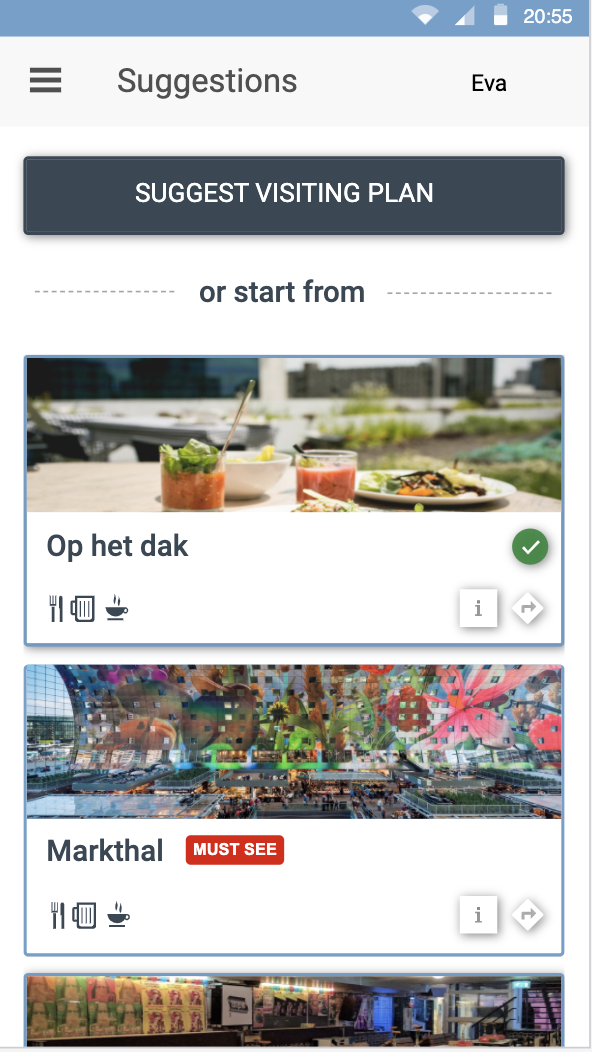 20:55
Suggestions
Eva
SUGGEST VISITING PLAN
or start from
Op het dak
i
Markthal
MUST SEE
i